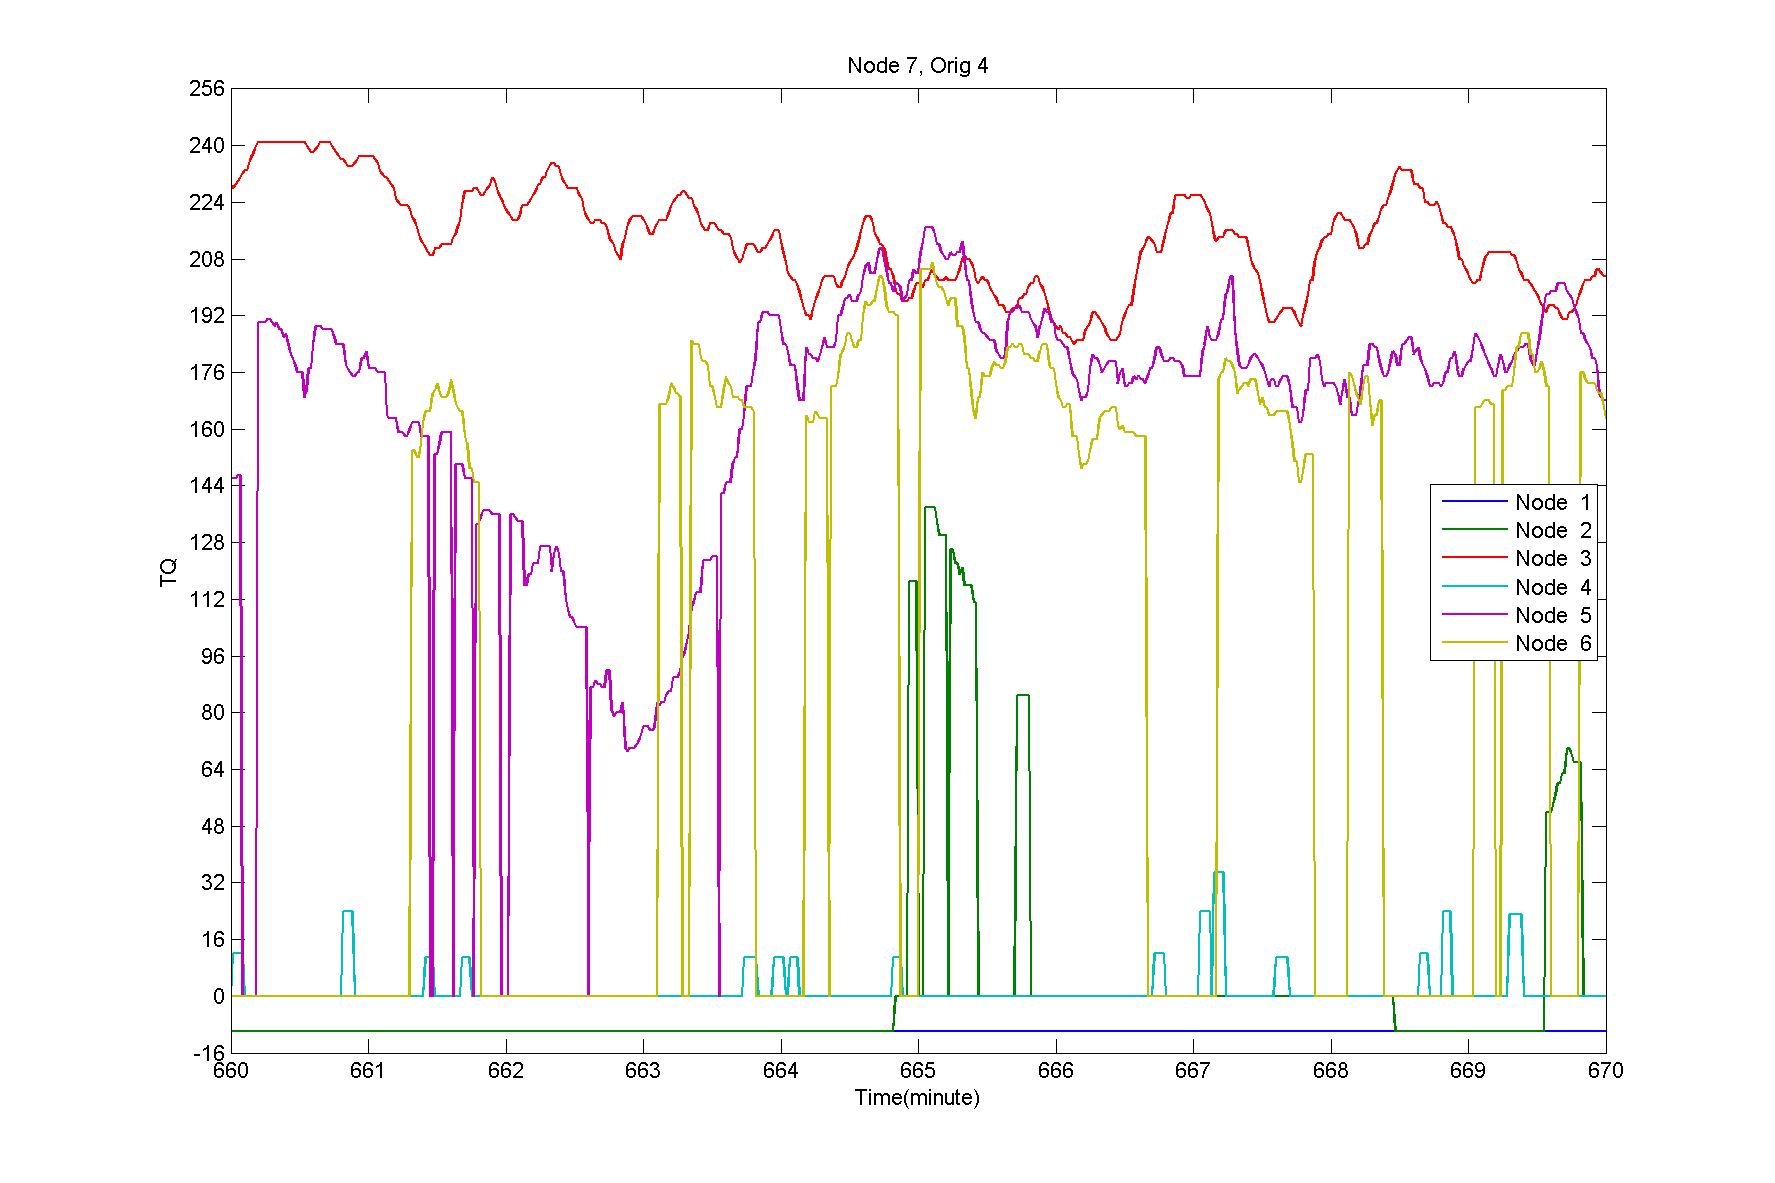 Node 7, Orig 4
256
240
224
208
192
176
160
144
128
112
96
80
64
48
32
16
0
-16
TQ
660 661 662 663 664 665 666 667 668 669 670
Time(minute)
Node 1
Node 2
Node 3
Node 4
Node 5
Node 6